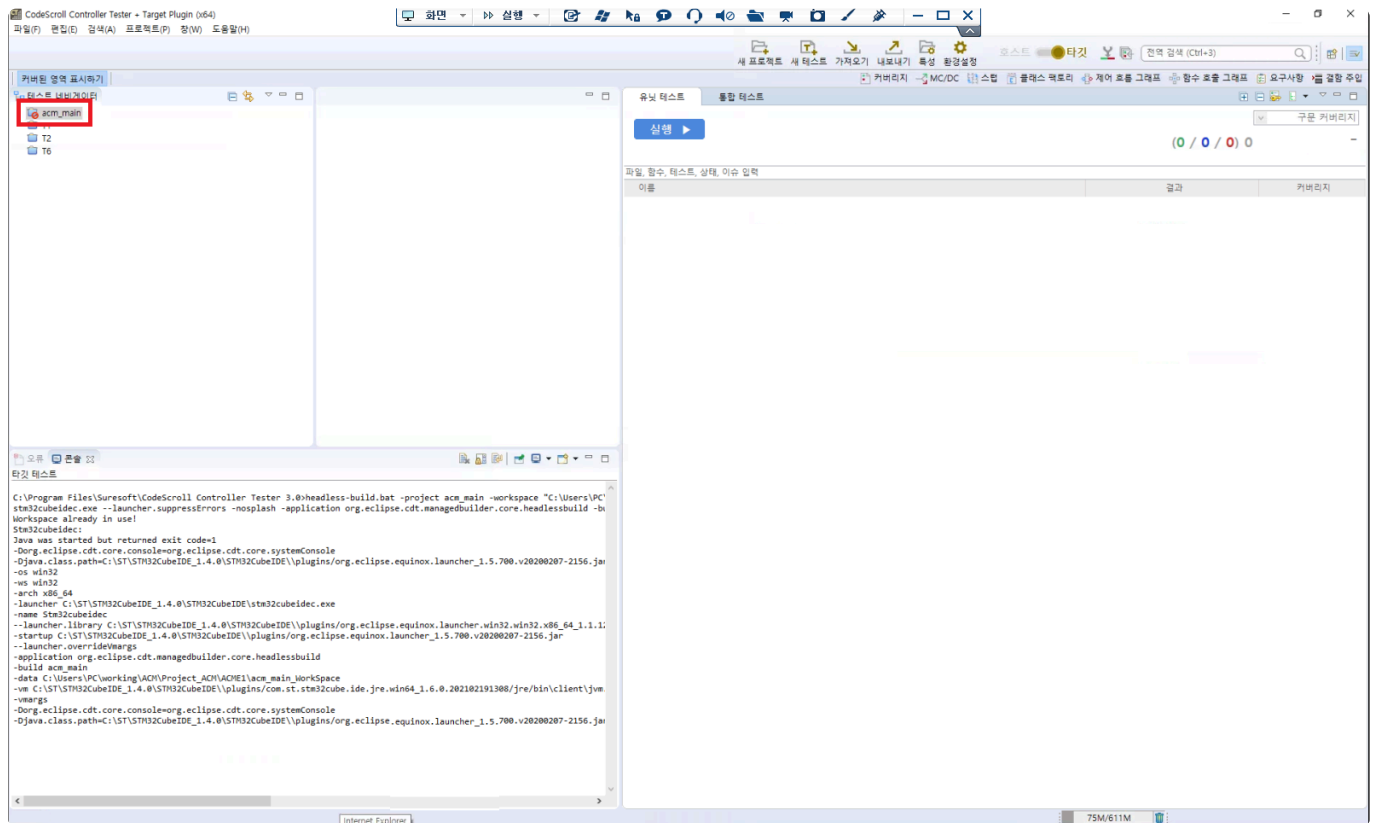 CodeScroll Controller Tester + Target Plugin (x64)
화면 실행
파일(F) 편집(E) 검색(A) 프로젝트(P) 창(W) 도움말(H)
새 프로젝트 새 테스트 가져오기 내보내기 특성 환경설정
호스트 타깃 전역 검색 (Ctrl+3)
커버된 영역 표시하기
커버리지 MC/DC 스텁 클래스 팩토리 제어 흐름 그래프 함수 호출 그래프 요구사항 결함 주입
테스트 네비게이터
acm_main
T2
T6
유닛 테스트 통합 테스트
실행
구문 커버리지
(0 / 0 / 0) 0 -
파일, 함수, 테스트, 상태, 이슈 입력
이름 결과 커버리지
오류 콘솔
타깃 테스트
C:\Program Files\Suresoft\CodeScroll Controller Tester 3.0>headless-build.bat -project acm_main -workspace "C:\Users\PC\
stm32cubeidec.exe --launcher.suppressErrors -nosplash -application org.eclipse.cdt.managedbuilder.core.headlessbuild -bu
Workspace already in use!
Stm32cubeidec:
Java was started but returned exit code=1
-Dorg.eclipse.cdt.core.console=org.eclipse.cdt.core.systemConsole
-Djava.class.path=C:\ST\STM32CubeIDE_1.4.0\STM32CubeIDE\\plugins/org.eclipse.equinox.launcher_1.5.700.v20200207-2156.jar
-os win32
-ws win32
-arch x86_64
-launcher C:\ST\STM32CubeIDE_1.4.0\STM32CubeIDE\stm32cubeidec.exe
-name Stm32cubeidec
--launcher.library C:\ST\STM32CubeIDE_1.4.0\STM32CubeIDE\\plugins/org.eclipse.equinox.launcher.win32.win32.x86_64_1.1.12
-startup C:\ST\STM32CubeIDE_1.4.0\STM32CubeIDE\\plugins/org.eclipse.equinox.launcher_1.5.700.v20200207-2156.jar
--launcher.overrideVmargs
-application org.eclipse.cdt.managedbuilder.core.headlessbuild
-build acm_main
-data C:\Users\PC\working\ACM\Project_ACM\ACME1\acm_main_WorkSpace
-vm C:\ST\STM32CubeIDE_1.4.0\STM32CubeIDE\\plugins/com.st.stm32cube.ide.jre.win64_1.6.0.202102191308/jre/bin\client\jvm.
-vmargs
-Dorg.eclipse.cdt.core.console=org.eclipse.cdt.core.systemConsole
-Djava.class.path=C:\ST\STM32CubeIDE_1.4.0\STM32CubeIDE\\plugins/org.eclipse.equinox.launcher_1.5.700.v20200207-2156.jar
Internet Explorer
75M/611M